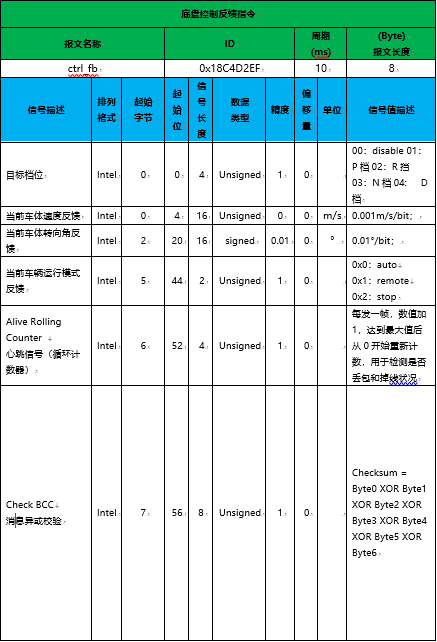 底盘控制反馈指令
报文名称 ID 周期 (ms) (Byte) 报文长度
ctrl_fb 0x18C4D2EF 10 8
信号描述 排列格式 起始字节 起始位 信号长度 数据类型 精度 偏移量 单位 信号值描述
目标档位 Intel 0 0 4 Unsigned 1 0 00：disable 01：
P 档 02：R 挡
03：N 档 04： D
档
当前车体速度反馈 Intel 0 4 16 Unsigned 0 0 m/s 0.001m/s/bit；
当前车体转向角反馈 Intel 2 20 16 signed 0.01 0 ° 0.01°/bit；
当前车辆运行模式反馈 Intel 5 44 2 Unsigned 1 0 0x0：auto
0x1：remote
0x2：stop
Alive Rolling
Counter
心跳信号（循环计
数器） Intel 6 52 4 Unsigned 1 0 每发一帧，数值加
1，达到最大值后
从 0 开始重新计
数，用于检测是否
丢包和掉线状况
Check BCC
消息异或校验 Intel 7 56 8 Unsigned 1 0 Checksum =
Byte0 XOR Byte1
XOR Byte2 XOR
Byte3 XOR Byte4
XOR Byte5 XOR
Byte6